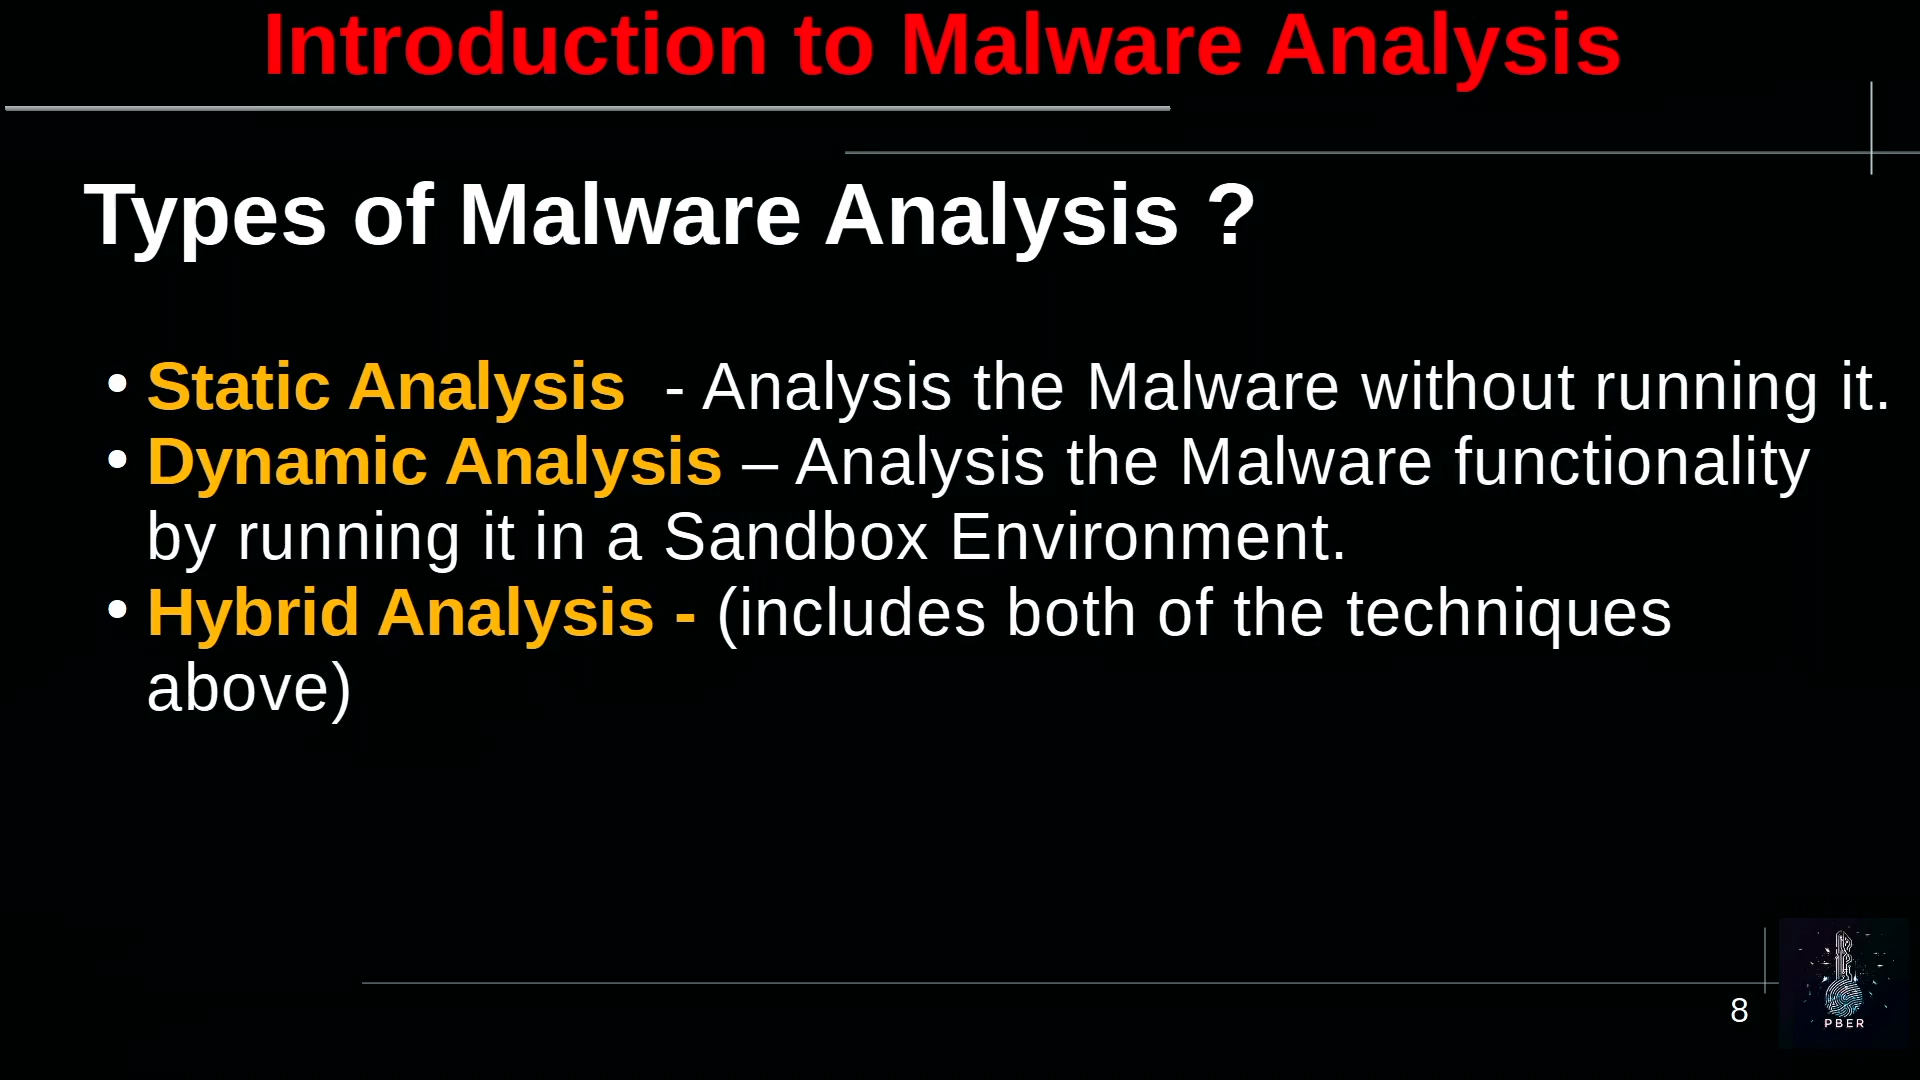 Introduction to Malware Analysis
Types of Malware Analysis ?
• Static Analysis  - Analysis the Malware without running it.
• Dynamic Analysis – Analysis the Malware functionality
by running it in a Sandbox Environment.
• Hybrid Analysis - (includes both of the techniques
above)
8
PBER